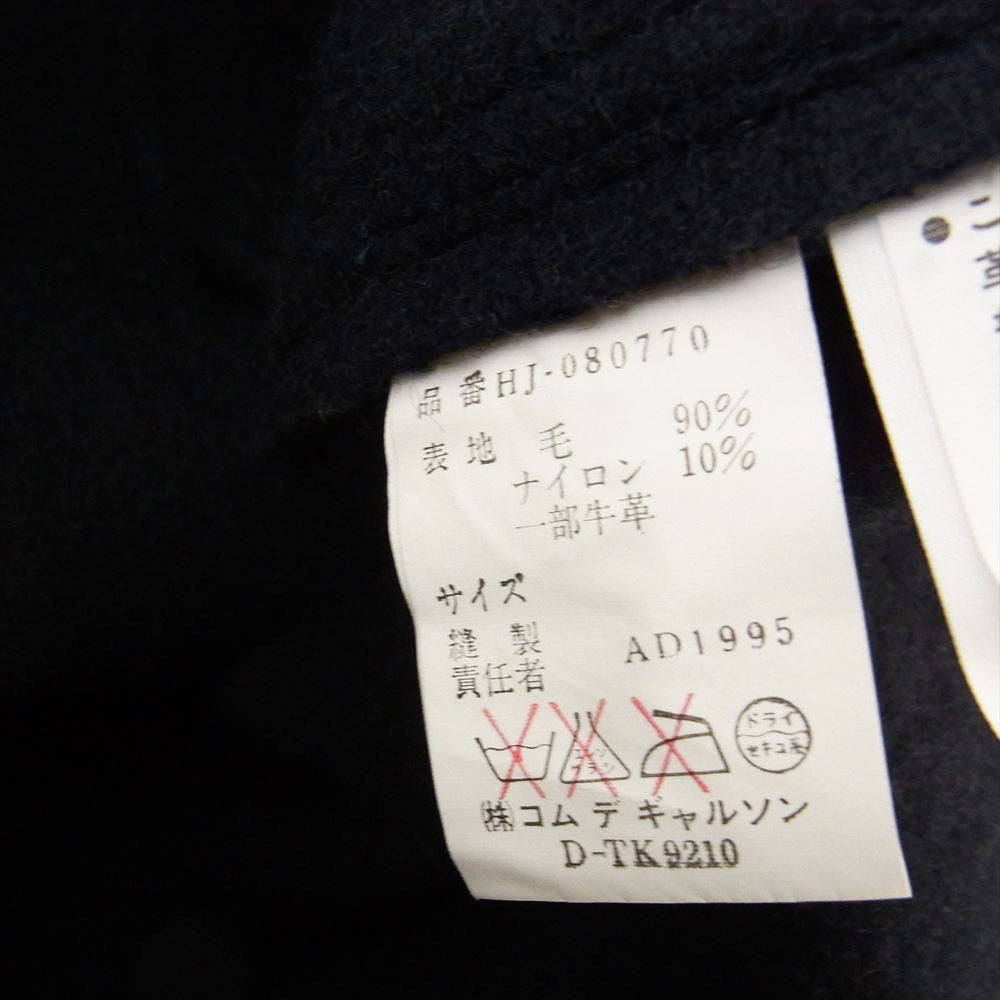 品番HJ-080770
表地 毛 90%
ナイロン 10%
一部牛革
サイズ
縫製 AD1995
責任者
ドライ
セキユ系
(株)コムデギャルソン
D-TK9210
● こ
革